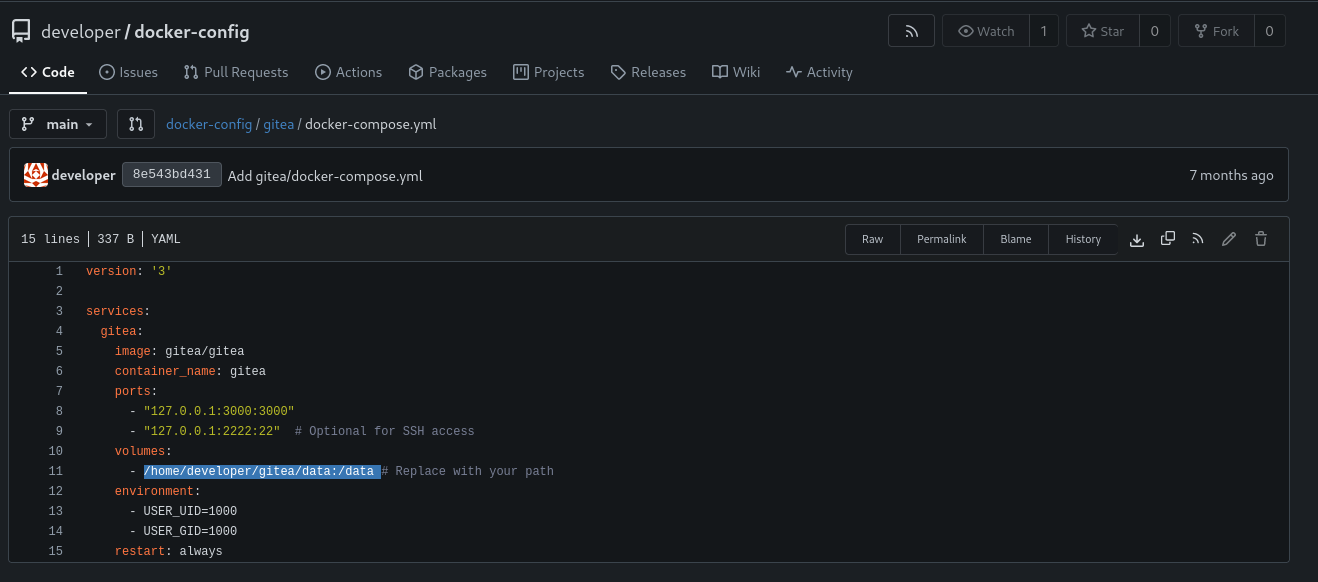 developer / docker-config
Watch 1
Star 0
Fork 0
Code
Issues
Pull Requests
Actions
Packages
Projects
Releases
Wiki
Activity
main
docker-config / gitea / docker-compose.yml
developer 8e543bd431 Add gitea/docker-compose.yml 7 months ago
15 lines | 337 B | YAML
Raw
Permalink
Blame
History
1 version: '3'
2
3 services:
4   gitea:
5     image: gitea/gitea
6     container_name: gitea
7     ports:
8       - "127.0.0.1:3000:3000"
9       - "127.0.0.1:2222:22"  # Optional for SSH access
10     volumes:
11       - /home/developer/gitea/data:/data # Replace with your path
12     environment:
13       - USER_UID=1000
14       - USER_GID=1000
15     restart: always